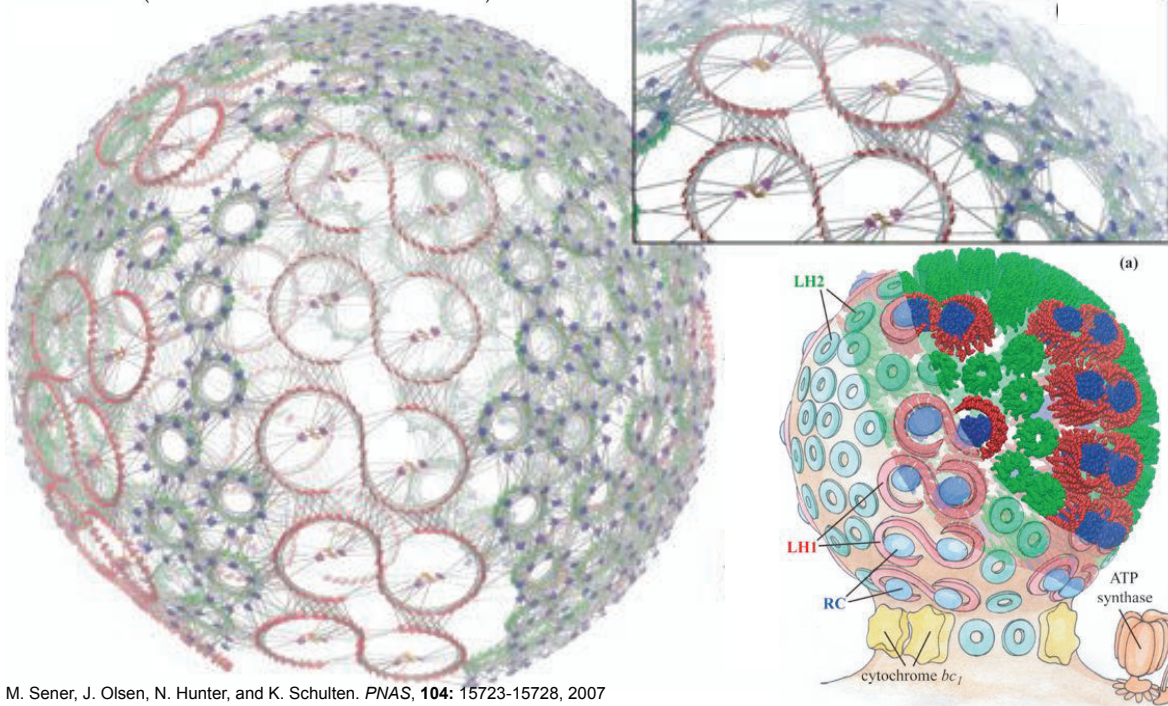 (a)
LH2
LH1
RC
ATP
synthase
cytochrome bc1
M. Sener, J. Olsen, N. Hunter, and K. Schulten. PNAS, 104: 15723-15728, 2007